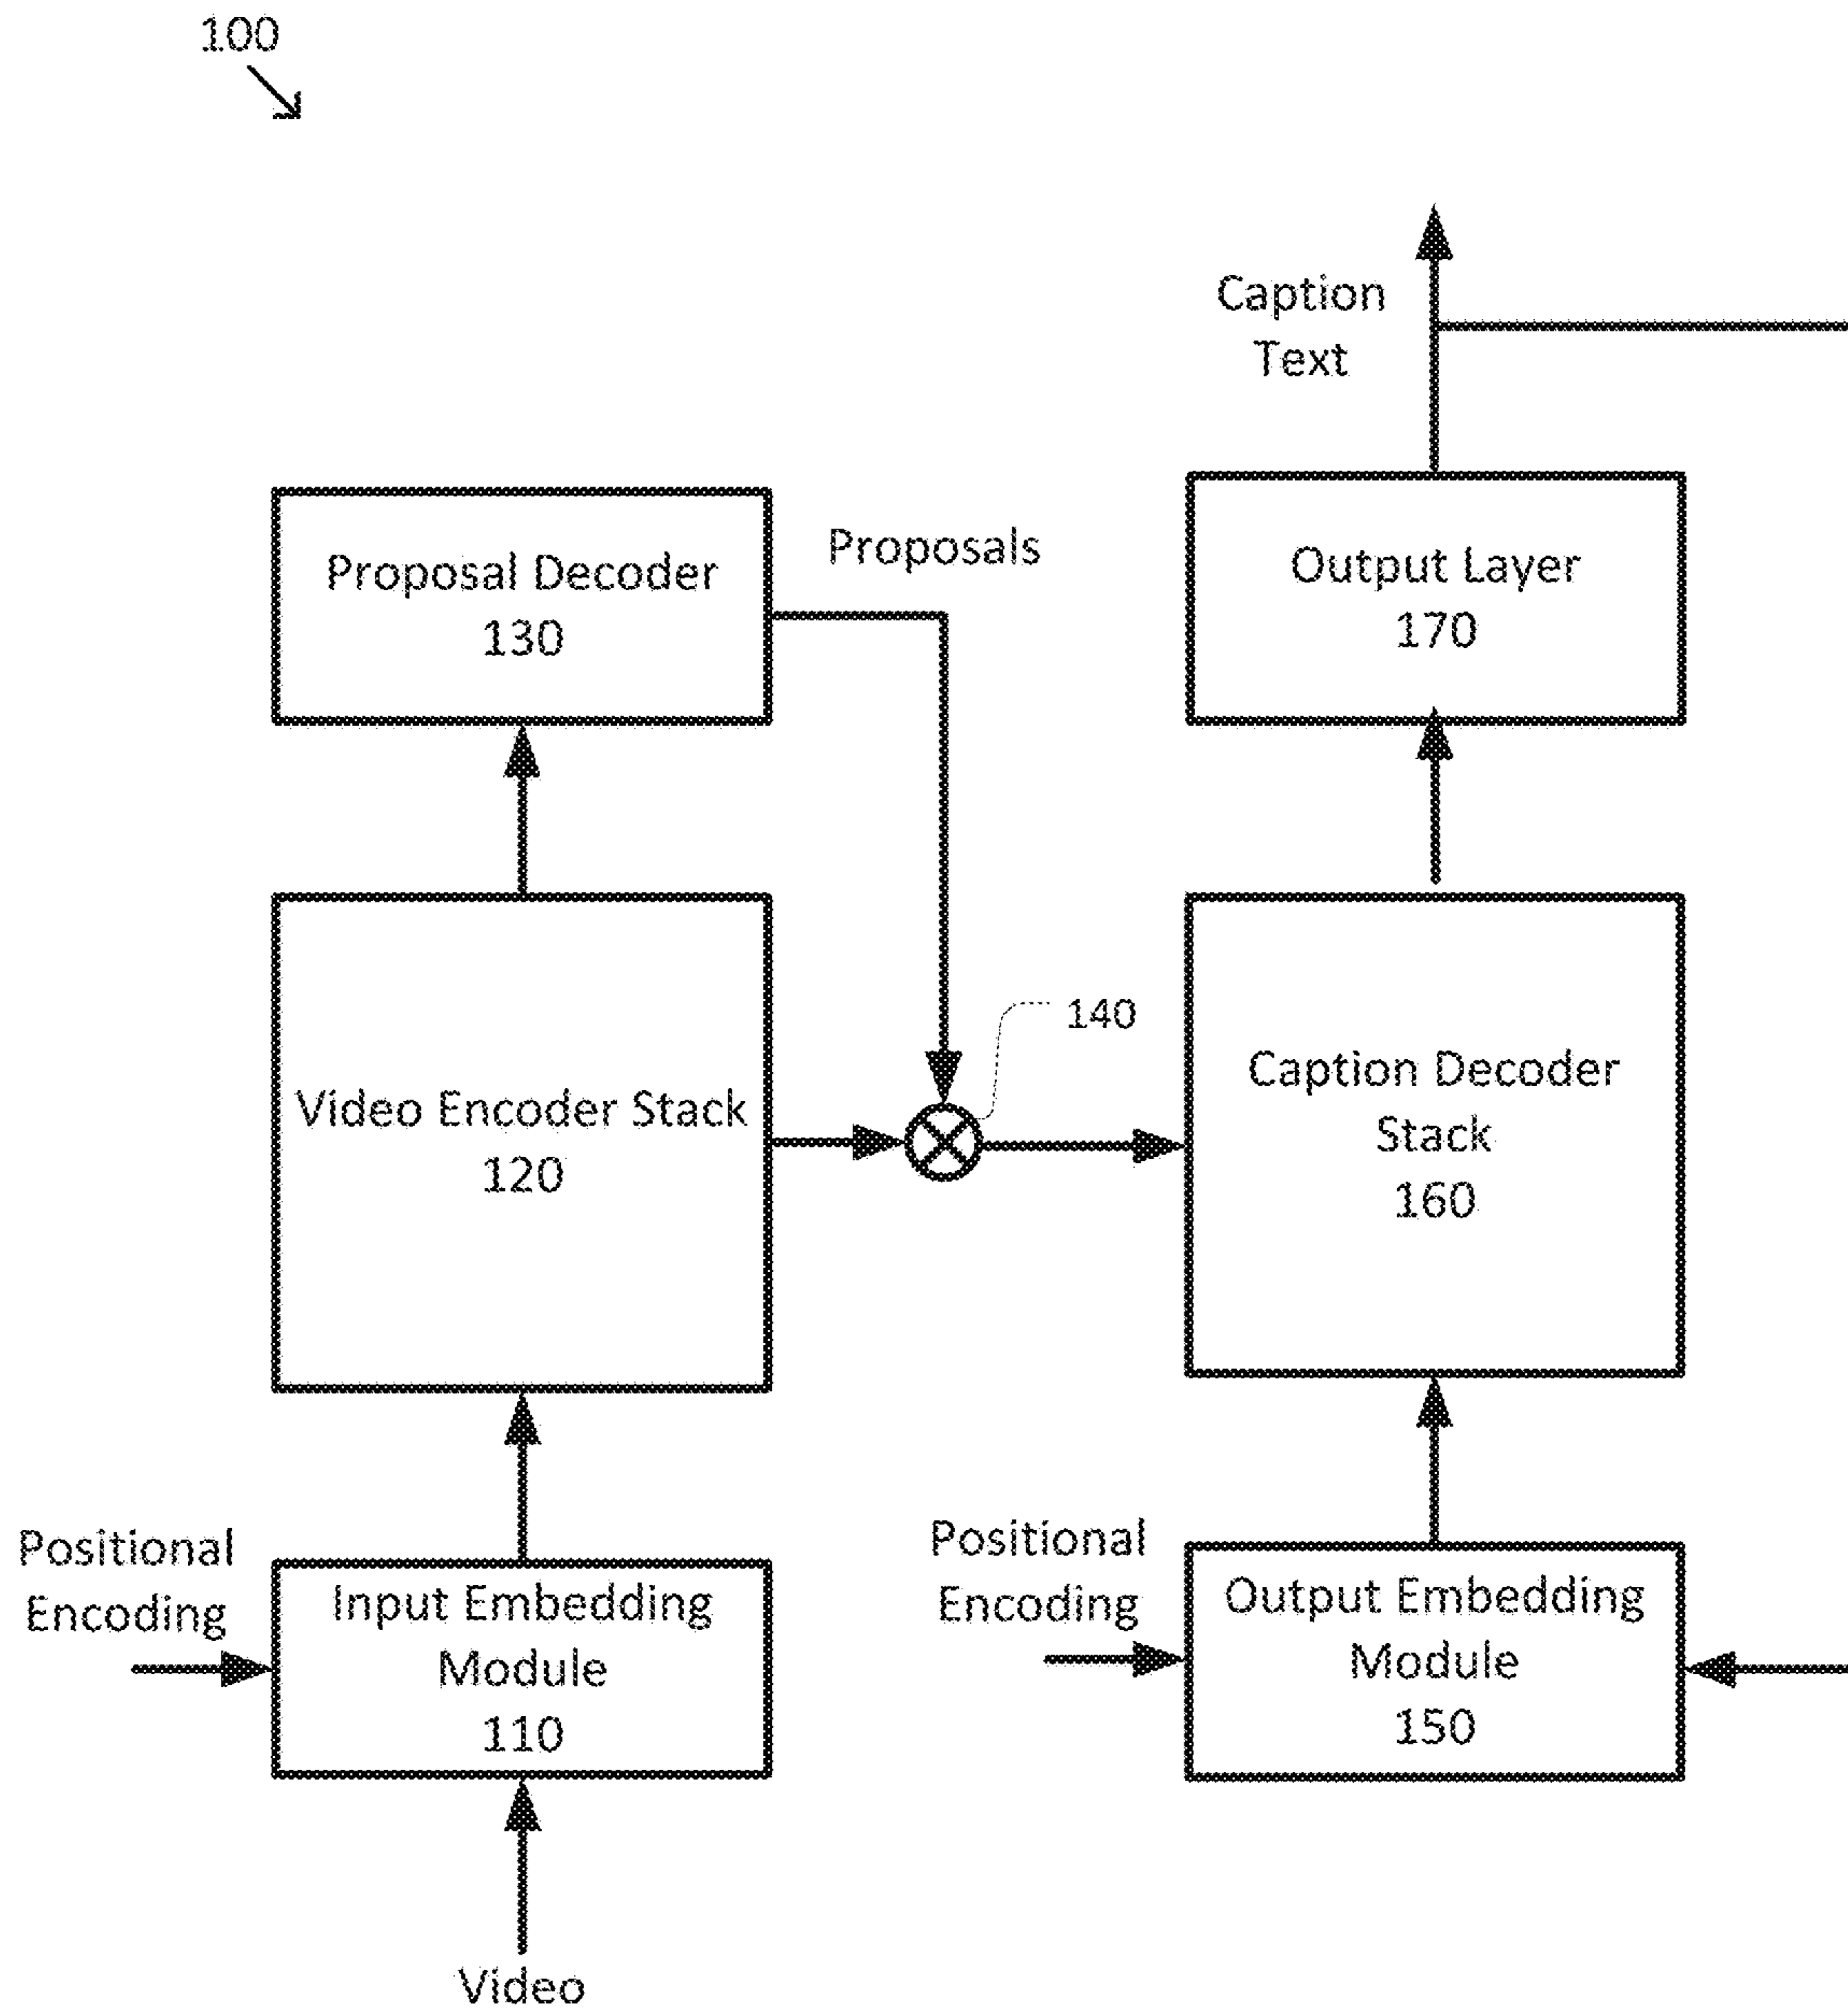 100
Caption
Text
Proposal Decoder
130
Proposals
Output Layer
170
140
Video Encoder Stack
120
Caption Decoder
Stack
160
Positional
Encoding
Input Embedding
Module
110
Positional
Encoding
Output Embedding
Module
150
Video